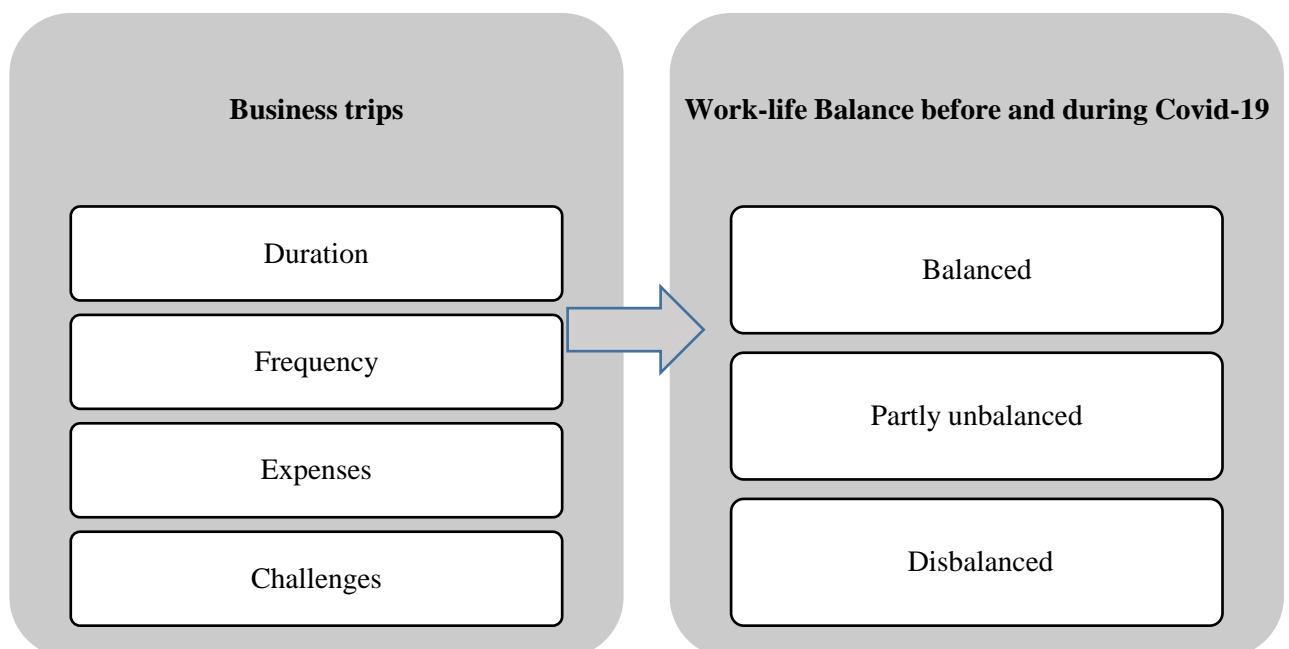 Business trips
Duration
Frequency
Expenses
Challenges
Work-life Balance before and during Covid-19
Balanced
Partly unbalanced
Disbalanced